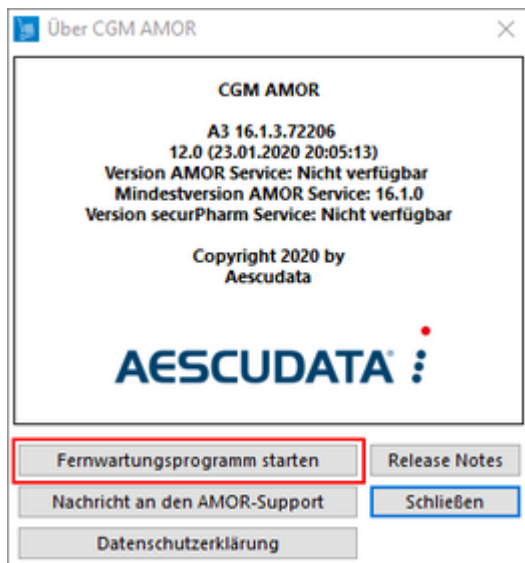 Über CGM AMOR
CGM AMOR
A3 16.1.3.72206
12.0 (23.01.2020 20:05:13)
Version AMOR Service: Nicht verfügbar
Mindestversion AMOR Service: 16.1.0
Version securPharm Service: Nicht verfügbar
Copyright 2020 by
Aescudata
AESCUDATA
Fernwartungsprogramm starten
Release Notes
Nachricht an den AMOR-Support
Schließen
Datenschutzerklärung